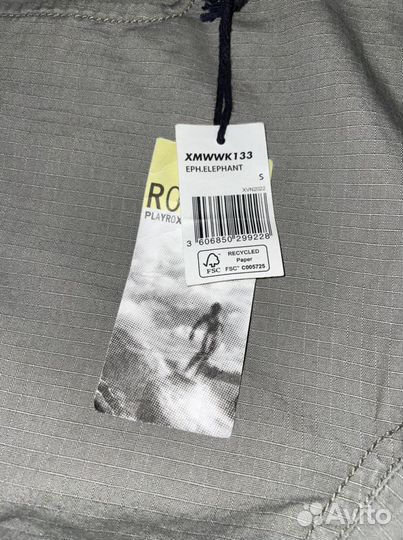 XMWWK133
EPH.ELEPHANT
S
XVN2022
3 606850 299228
RECYCLED
Paper
FSC
FSC® C005725
RO
PLAYROX
Avito